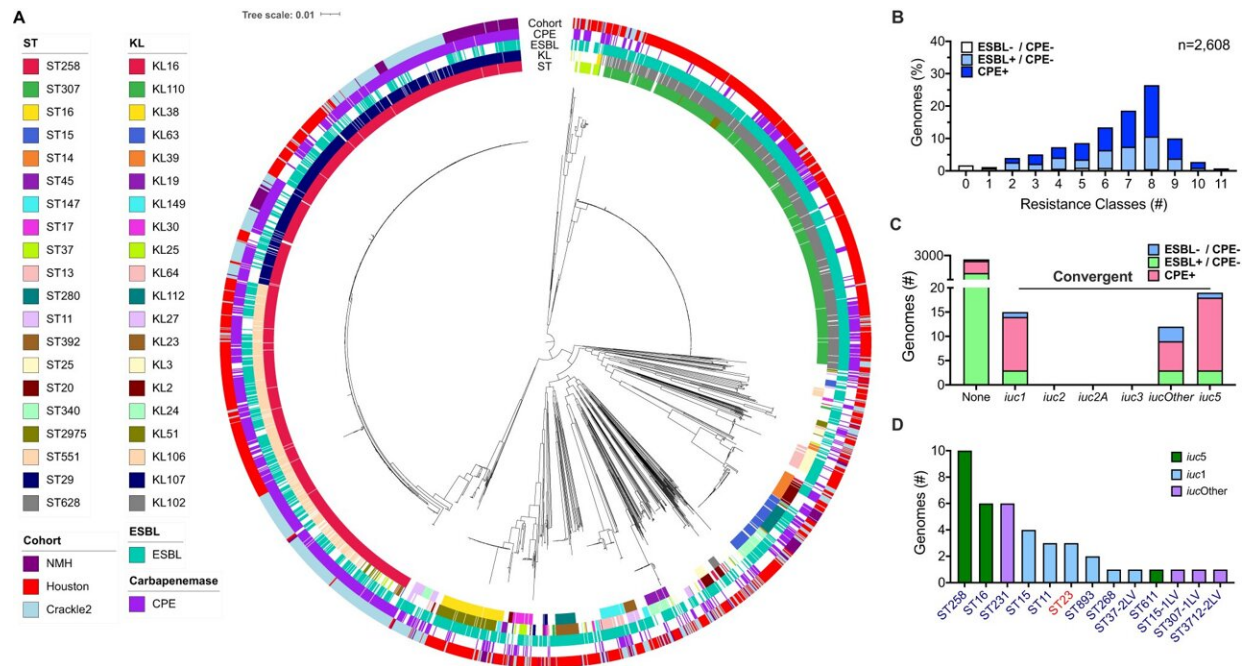 A
Tree scale: 0.01
ST
ST258
ST307
ST16
ST15
ST14
ST45
ST147
ST17
ST37
ST13
ST280
ST11
ST392
ST25
ST20
ST340
ST2975
ST551
ST29
ST628
KL
KL16
KL110
KL38
KL63
KL39
KL19
KL149
KL30
KL25
KL64
KL112
KL27
KL23
KL3
KL2
KL24
KL51
KL106
KL107
KL102
Cohort
NMH
Houston
Crackle2
ESBL
ESBL
Carbapenemase
CPE
Cohort
CPE
ESBL
KL
ST
B
ESBL- / CPE-
ESBL+ / CPE-
CPE+
n=2,608
Genomes (%)
40
30
20
10
0
0 1 2 3 4 5 6 7 8 9 10 11
Resistance Classes (#)
C
ESBL- / CPE-
ESBL+ / CPE-
CPE+
Convergent
Genomes (#)
3000
20
15
10
5
0
None iuc1 iuc2 iuc2A iuc3 iucOther iuc5
D
iuc5
iuc1
iucOther
Genomes (#)
10
8
6
4
2
0
ST258 ST16 ST231 ST15 ST11 ST23 ST893 ST268 ST37-2LV ST611 ST15-1LV ST307-1LV ST3712-2LV